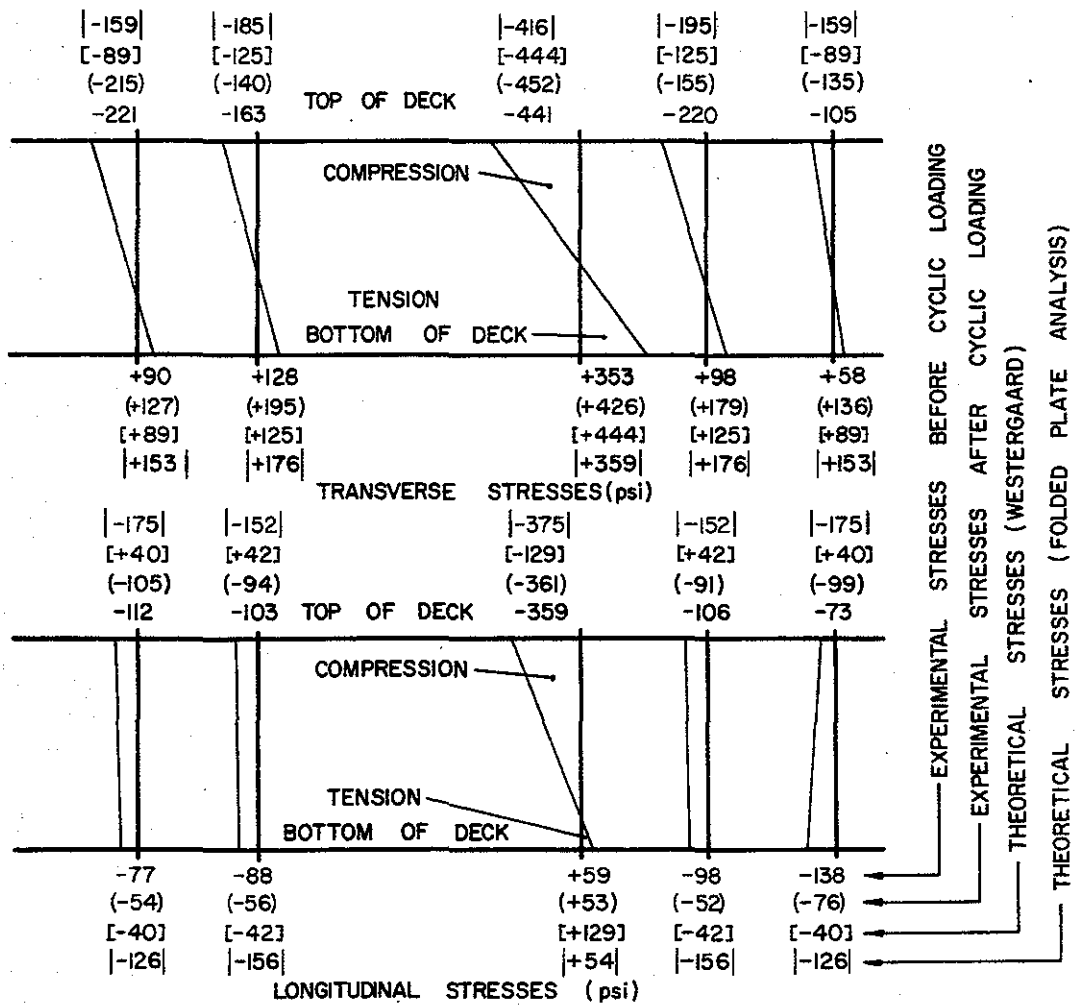 |-159| |-185| |-416| |-195| |-159|
[-89] [-125] [-444] [-125] [-89]
(-215) (-140) (-452) (-155) (-135)
TOP OF DECK
-221 -163 -441 -220 -105
COMPRESSION
TENSION
BOTTOM OF DECK
+90 +128 +353 +98 +58
(+127) (+195) (+426) (+179) (+136)
[+89] [+125] [+444] [+125] [+89]
|+153| |+176| |+359| |+176| |+153|
TRANSVERSE STRESSES (psi)
|-175| |-152| |-375| |-152| |-175|
[+40] [+42] [-129] [+42] [+40]
(-105) (-94) (-361) (-91) (-99)
-112 -103 TOP OF DECK -359 -106 -73
COMPRESSION
TENSION
BOTTOM OF DECK
-77 -88 +59 -98 -138
(-54) (-56) (+53) (-52) (-76)
[-40] [-42] [+129] [-42] [-40]
|-126| |-156| |+54| |-156| |-126|
LONGITUDINAL STRESSES (psi)
EXPERIMENTAL STRESSES BEFORE CYCLIC LOADING
EXPERIMENTAL STRESSES AFTER CYCLIC LOADING
THEORETICAL STRESSES (WESTERGAARD)
THEORETICAL STRESSES (FOLDED PLATE ANALYSIS)